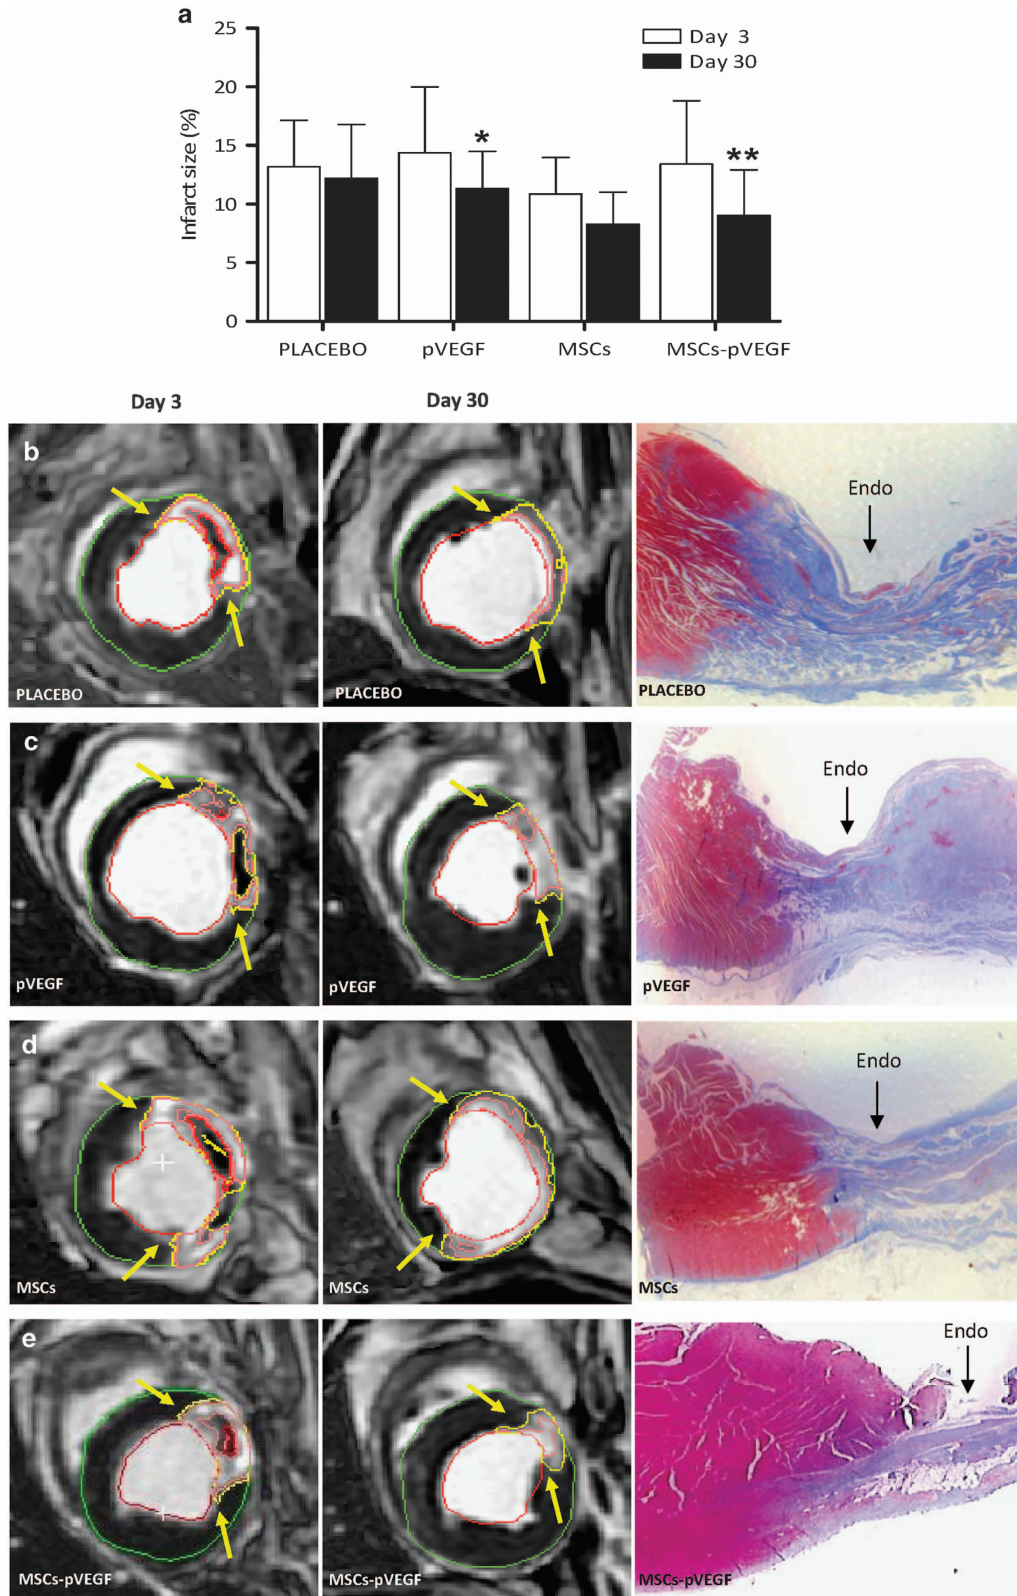 a
25
20
15
10
5
0
Infarct size (%)
Day 3
Day 30
*
**
PLACEBO pVEGF MSCs MSCs-pVEGF
Day 3 Day 30
b
PLACEBO
PLACEBO
Endo
PLACEBO
c
pVEGF
pVEGF
Endo
pVEGF
d
MSCs
MSCs
Endo
MSCs
e
MSCs-pVEGF
MSCs-pVEGF
Endo
MSCs-pVEGF